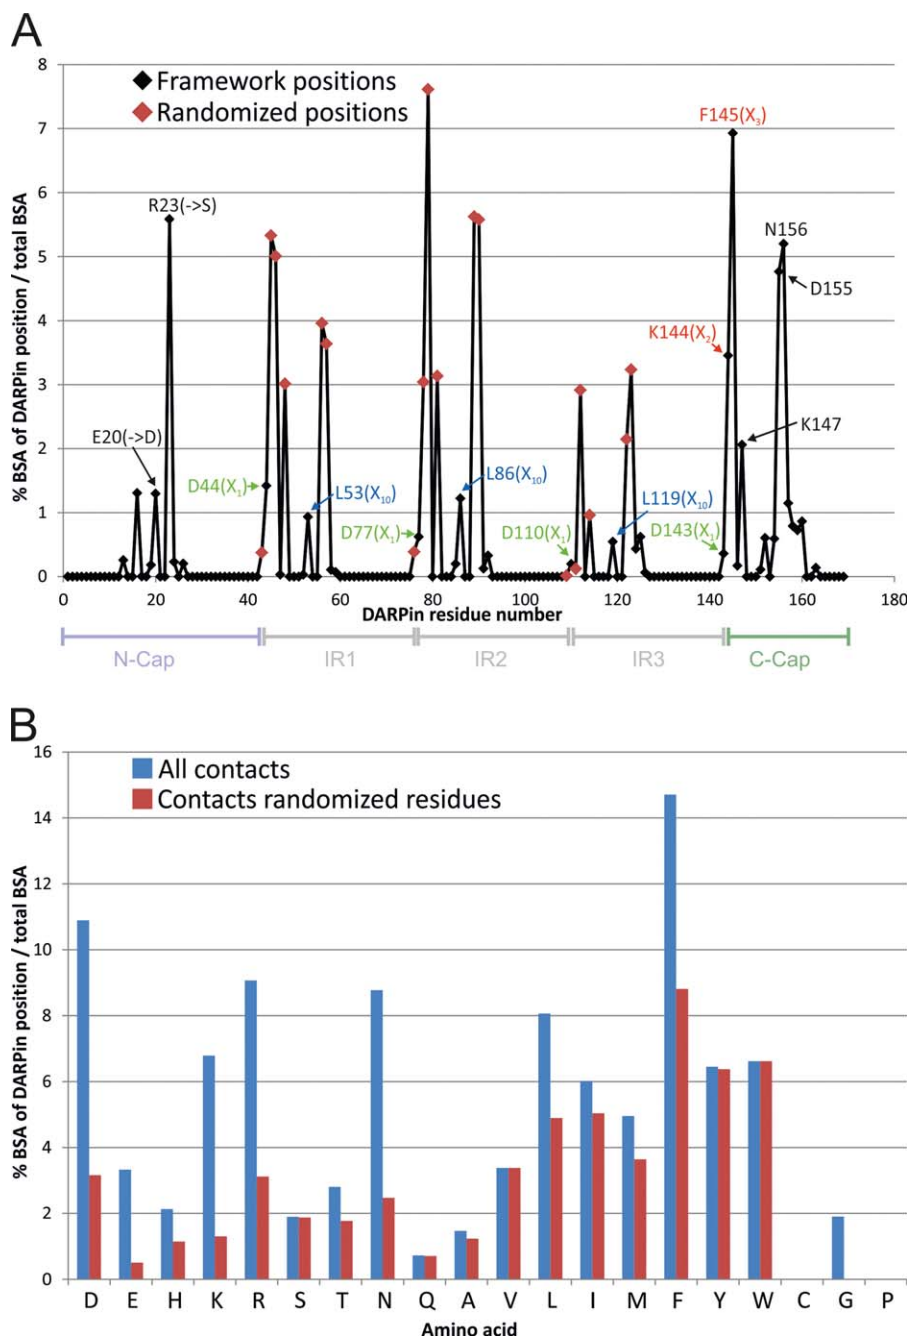 A
% BSA of DARPin position / total BSA
8
7
6
5
4
3
2
1
0
Framework positions
Randomized positions
F145(X₃)
R23(->S)
N156
D155
K144(X₂)
E20(->D)
K147
D44(X₁)
L53(X₁₀)
L86(X₁₀)
D77(X₁)
D110(X₁)
L119(X₁₀)
D143(X₁)
0 20 40 60 80 100 120 140 160 180
DARPin residue number
N-Cap IR1 IR2 IR3 C-Cap
B
% BSA of DARPin position / total BSA
16
14
12
10
8
6
4
2
0
All contacts
Contacts randomized residues
D E H K R S T N Q A V L I M F Y W C G P
Amino acid